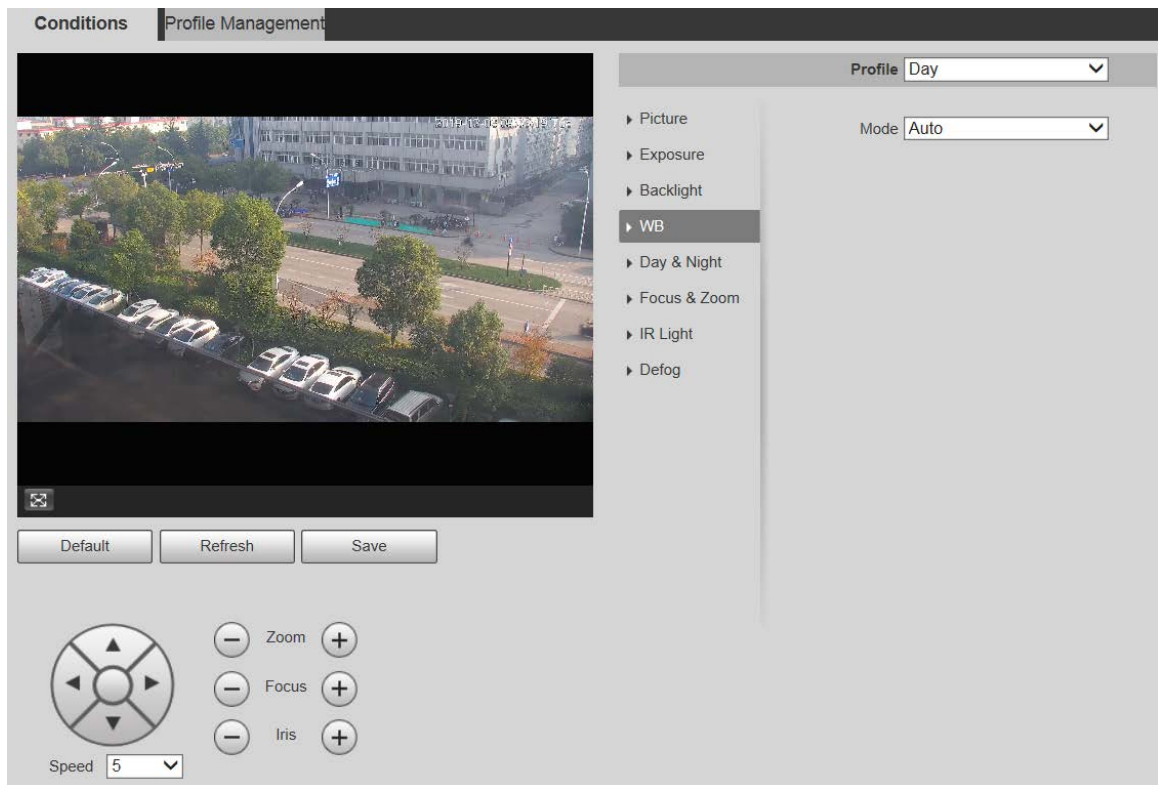 Conditions
Profile Management
Profile Day
Picture
Mode Auto
Exposure
Backlight
WB
Day & Night
Focus & Zoom
IR Light
Defog
Default
Refresh
Save
Zoom
Focus
Iris
Speed 5